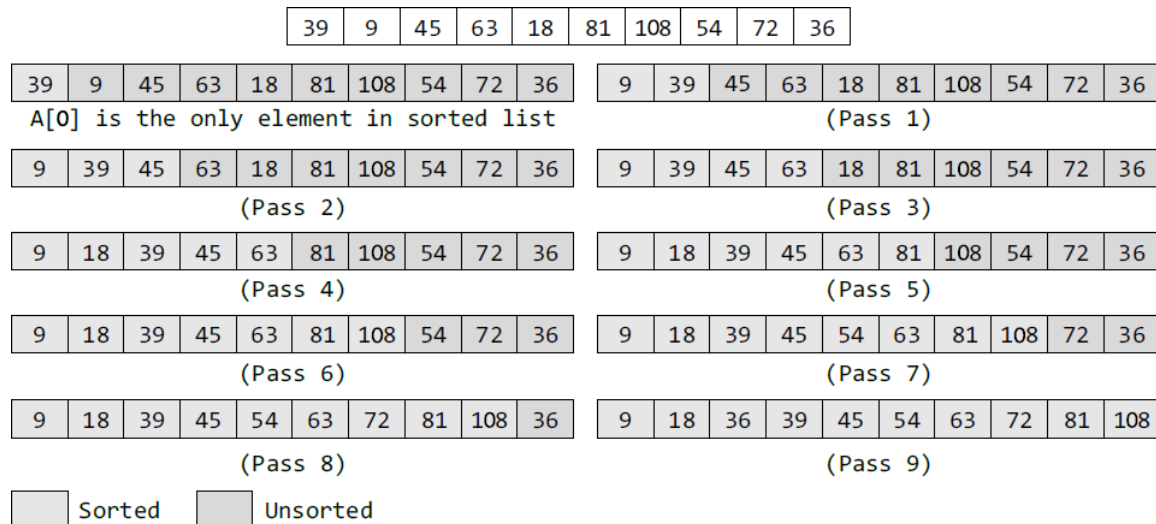 39 9 45 63 18 81 108 54 72 36
39 9 45 63 18 81 108 54 72 36
A[0] is the only element in sorted list
9 39 45 63 18 81 108 54 72 36
(Pass 1)
9 39 45 63 18 81 108 54 72 36
(Pass 2)
9 39 45 63 18 81 108 54 72 36
(Pass 3)
9 18 39 45 63 81 108 54 72 36
(Pass 4)
9 18 39 45 63 81 108 54 72 36
(Pass 5)
9 18 39 45 63 81 108 54 72 36
(Pass 6)
9 18 39 45 54 63 81 108 72 36
(Pass 7)
9 18 39 45 54 63 72 81 108 36
(Pass 8)
9 18 36 39 45 54 63 72 81 108
(Pass 9)
Sorted
Unsorted